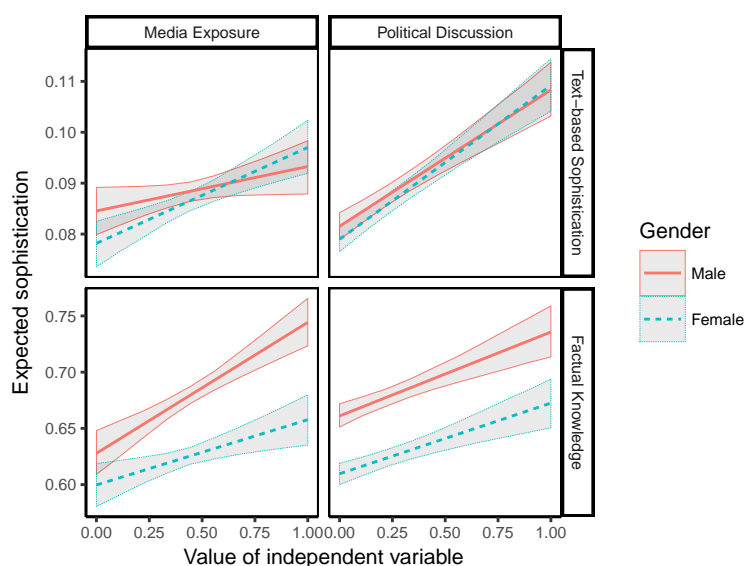 Media Exposure
Political Discussion
Text−based Sophistication
0.11
0.10
0.09
0.08
Expected sophistication
Factual Knowledge
0.75
0.70
0.65
0.60
0.00
0.25
0.50
0.75
1.00
0.00
0.25
0.50
0.75
1.00
Value of independent variable
Gender
Male
Female